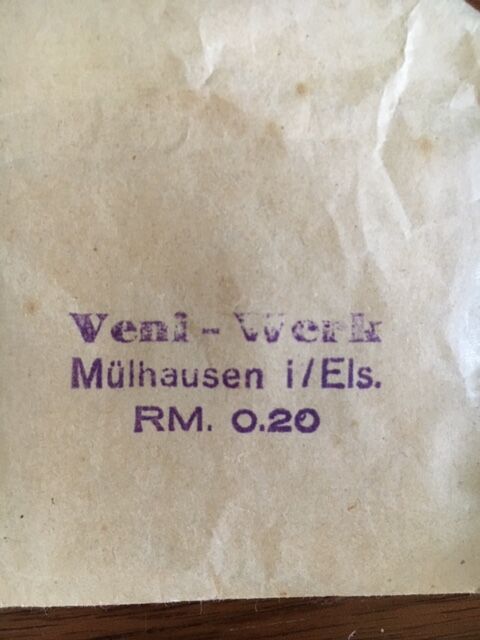 Veni - Werk
Mülhausen i/Els.
RM. 0.20